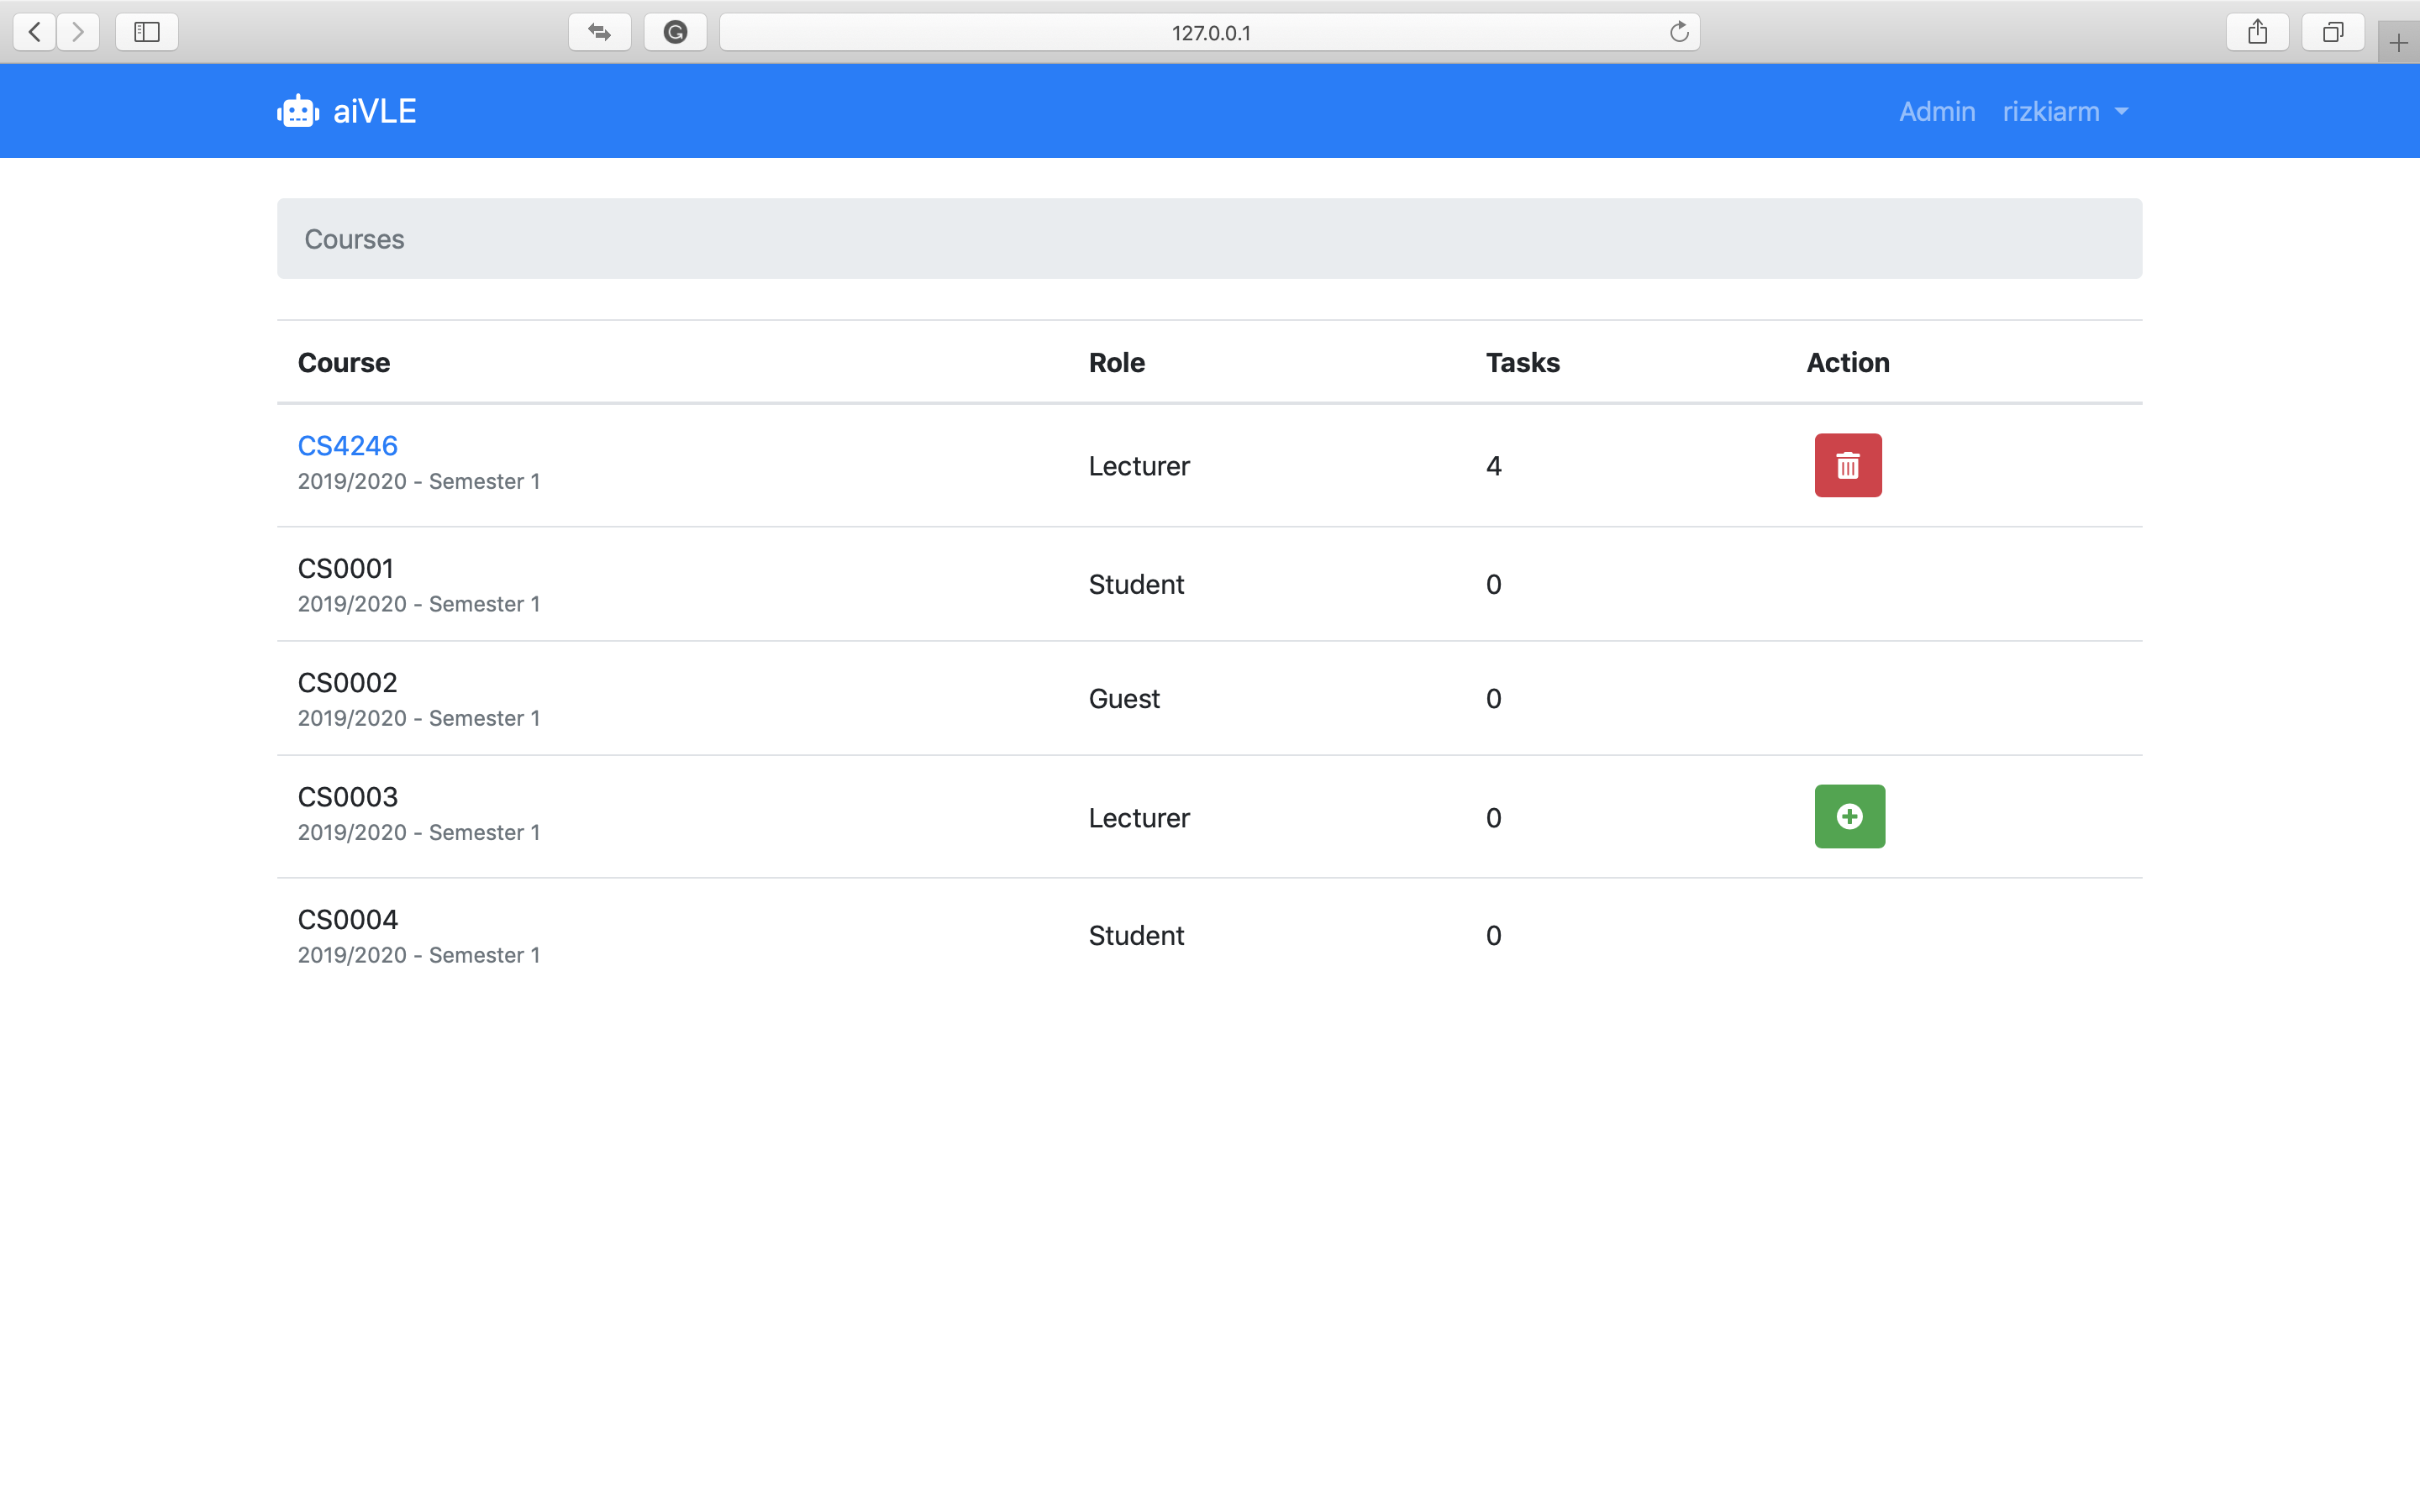 127.0.0.1
aiVLE
Admin rizkiarm
Courses
Course Role Tasks Action
CS4246
2019/2020 - Semester 1
Lecturer 4
CS0001
2019/2020 - Semester 1
Student 0
CS0002
2019/2020 - Semester 1
Guest 0
CS0003
2019/2020 - Semester 1
Lecturer 0
CS0004
2019/2020 - Semester 1
Student 0